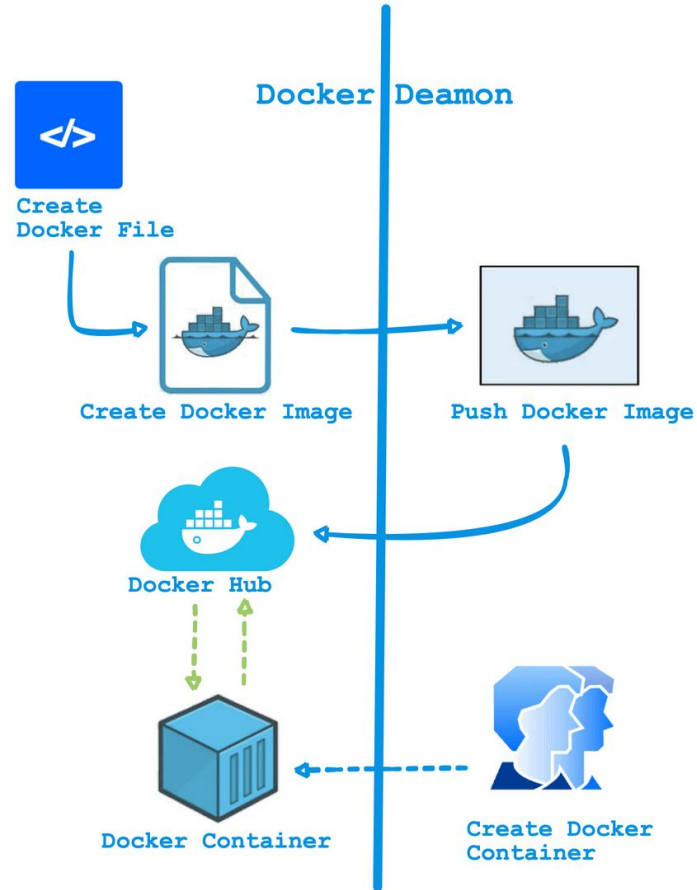 Docker Deamon
</>
Create
Docker File
Create Docker Image
Push Docker Image
Docker Hub
Docker Container
Create Docker
Container